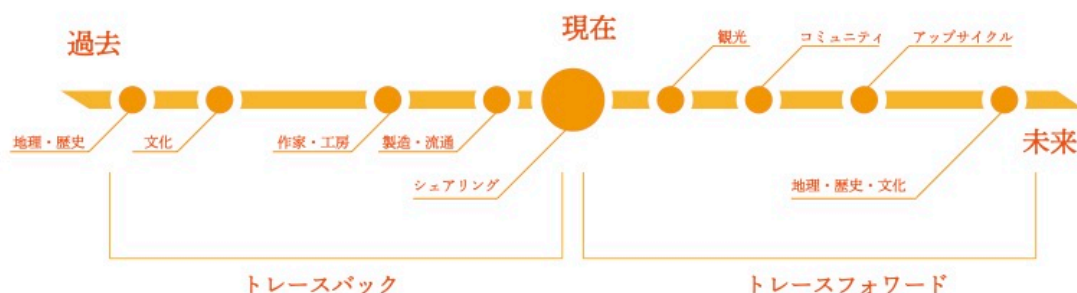 過去
現在
観光
コミュニティ
アップサイクル
地理・歴史
文化
作家・工房
製造・流通
シェアリング
未来
地理・歴史・文化
トレースバック
トレースフォワード